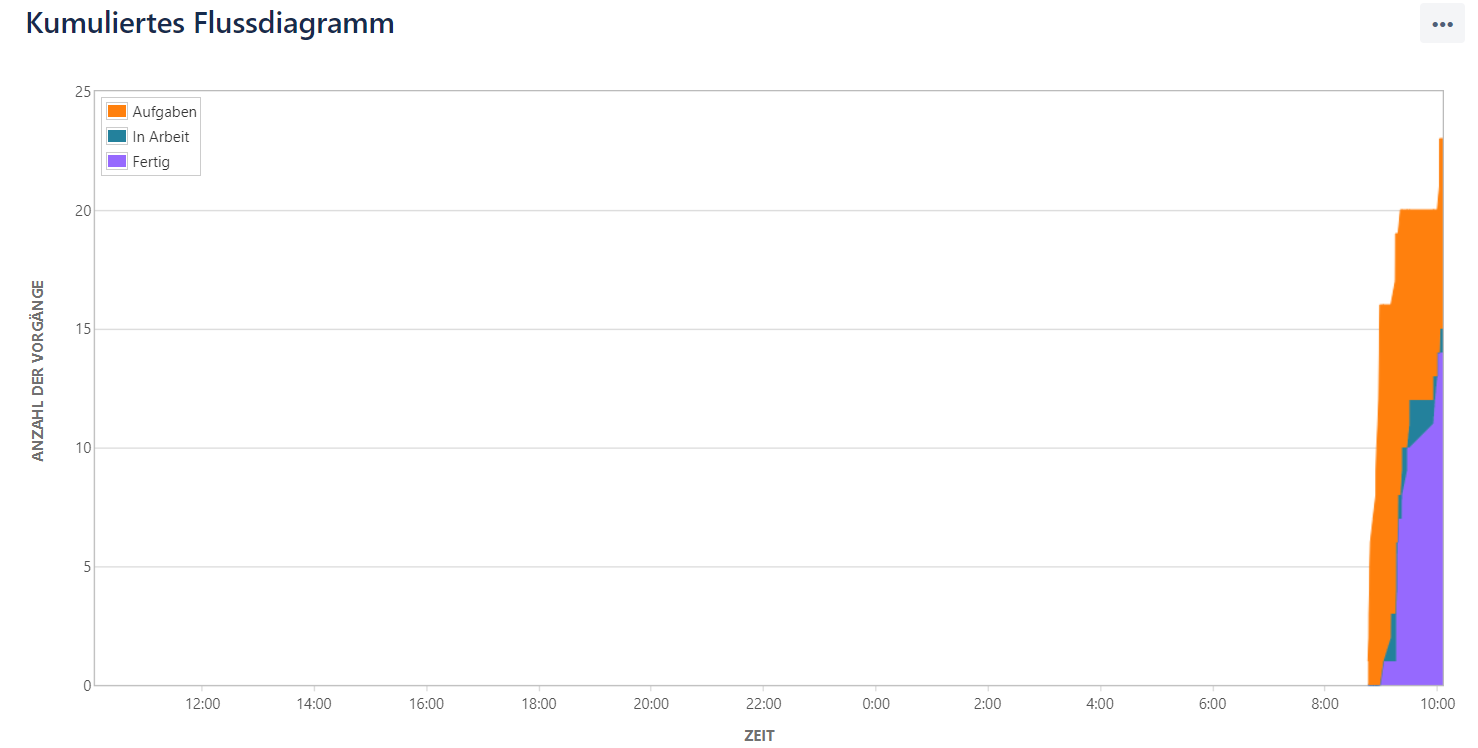 Kumuliertes Flussdiagramm
•••
25
Aufgaben
In Arbeit
Fertig
20
15
10
5
0
ANZAHL DER VORGÄNGE
12:00 14:00 16:00 18:00 20:00 22:00 0:00 2:00 4:00 6:00 8:00 10:00
ZEIT